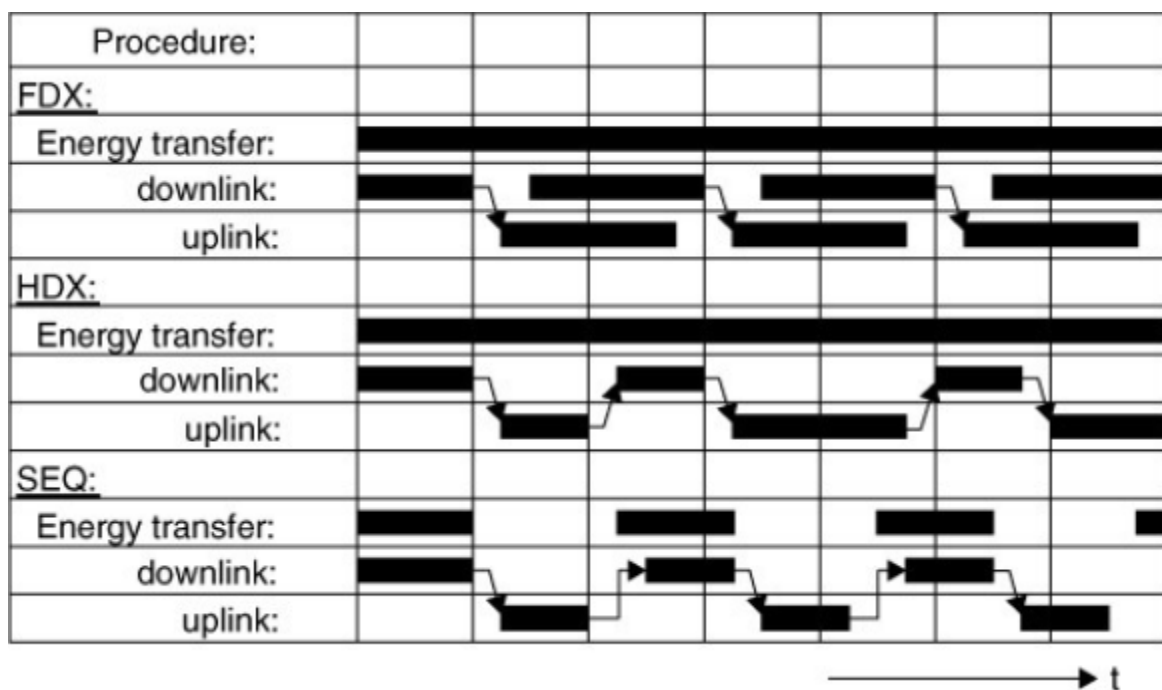 Procedure:
FDX:
Energy transfer:
downlink:
uplink:
HDX:
Energy transfer:
downlink:
uplink:
SEQ:
Energy transfer:
downlink:
uplink:
t